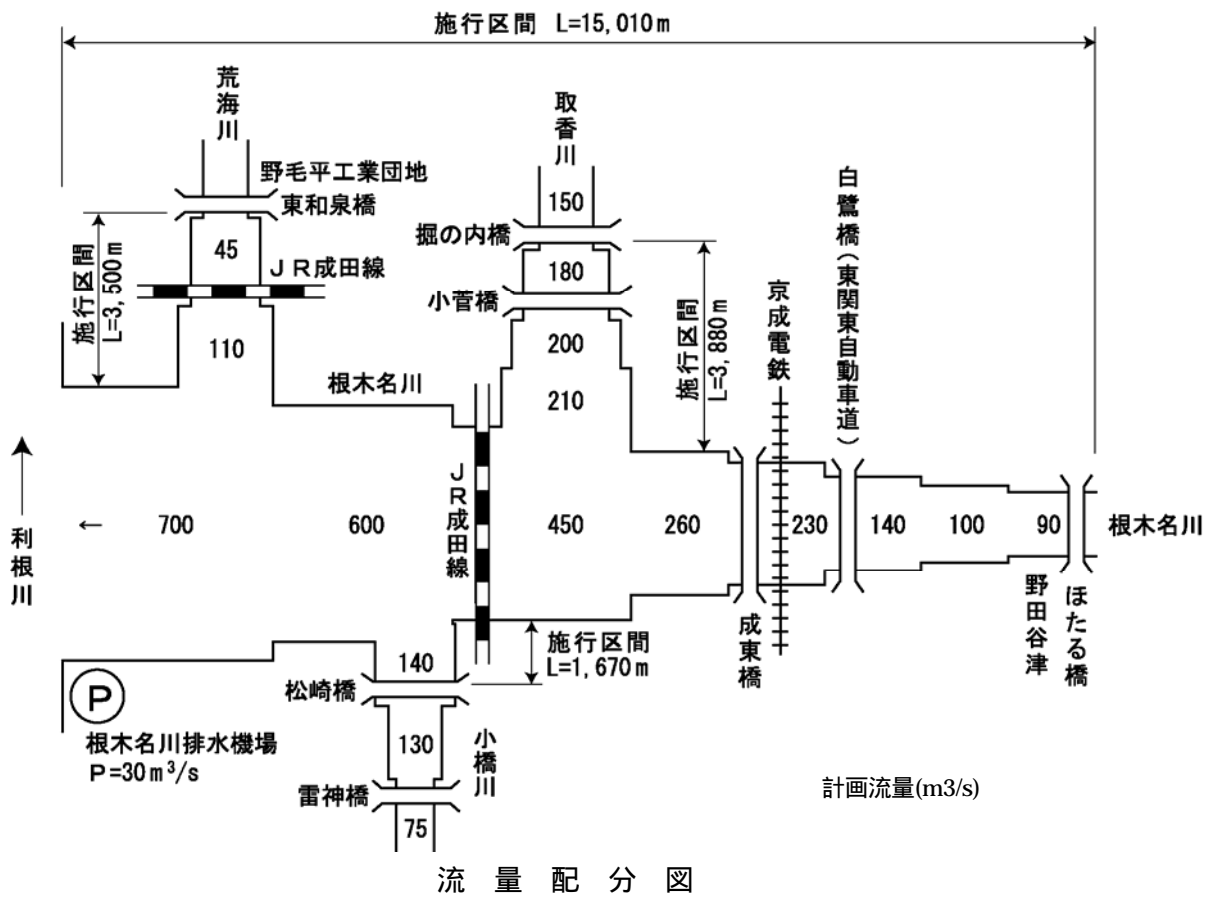 施行区間 L=15,010m
荒海川
取香川
野毛平工業団地
東和泉橋
150
白鷺橋(東関東自動車道)
掘の内橋
施行区間
L=3,500m
45
JR成田線
180
小菅橋
京成電鉄
施行区間
L=3,880m
110
200
根木名川
210
JR成田線
利根川
←
700
600
450
260
230
140
100
90
根木名川
野田谷津
ほたる橋
成東橋
施行区間
L=1,670m
140
松崎橋
P
根木名川排水機場
P=30m³/s
130
小橋川
雷神橋
75
計画流量(m3/s)
流量配分図